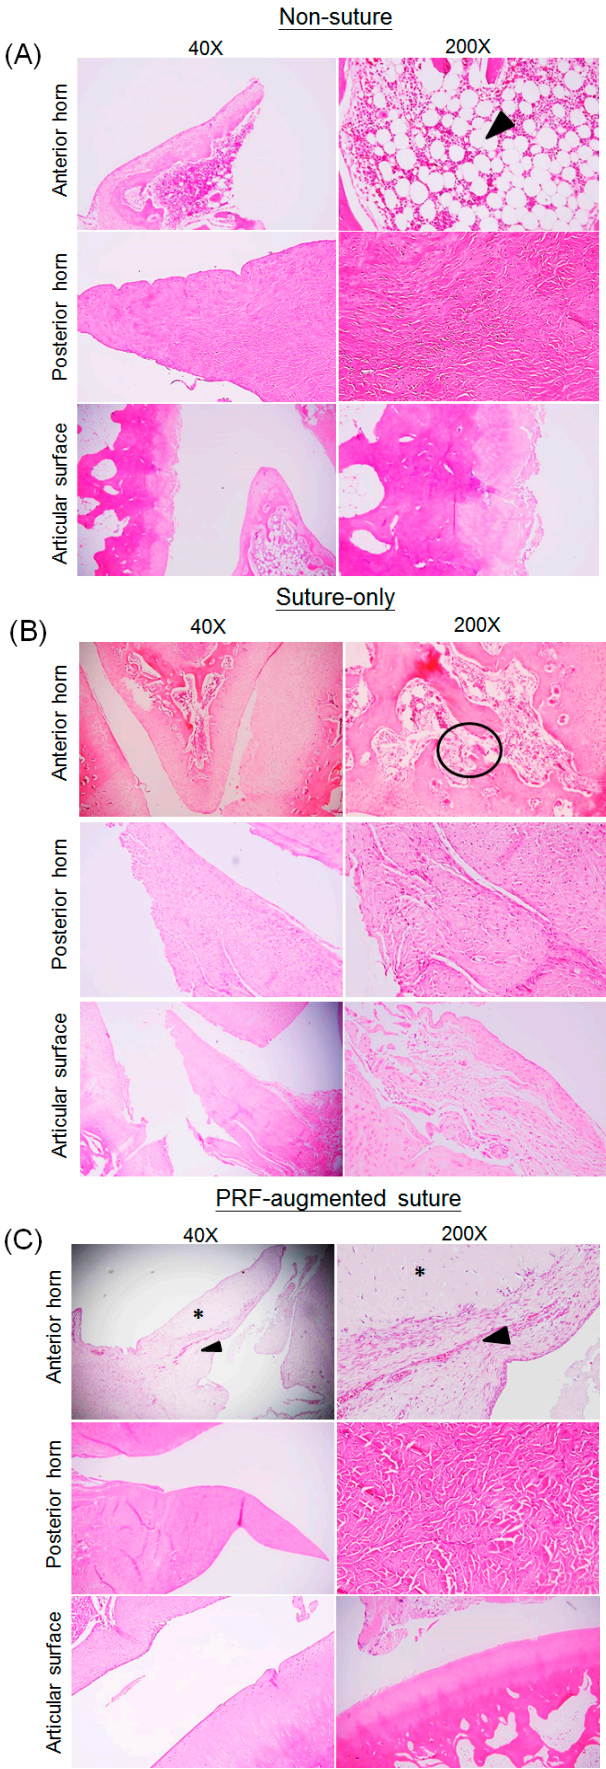 Non-suture
(A)
40X 200X
Anterior horn
Posterior horn
Articular surface
Suture-only
(B)
40X 200X
Anterior horn
Posterior horn
Articular surface
PRF-augmented suture
(C)
40X 200X
Anterior horn
*
*
Posterior horn
Articular surface